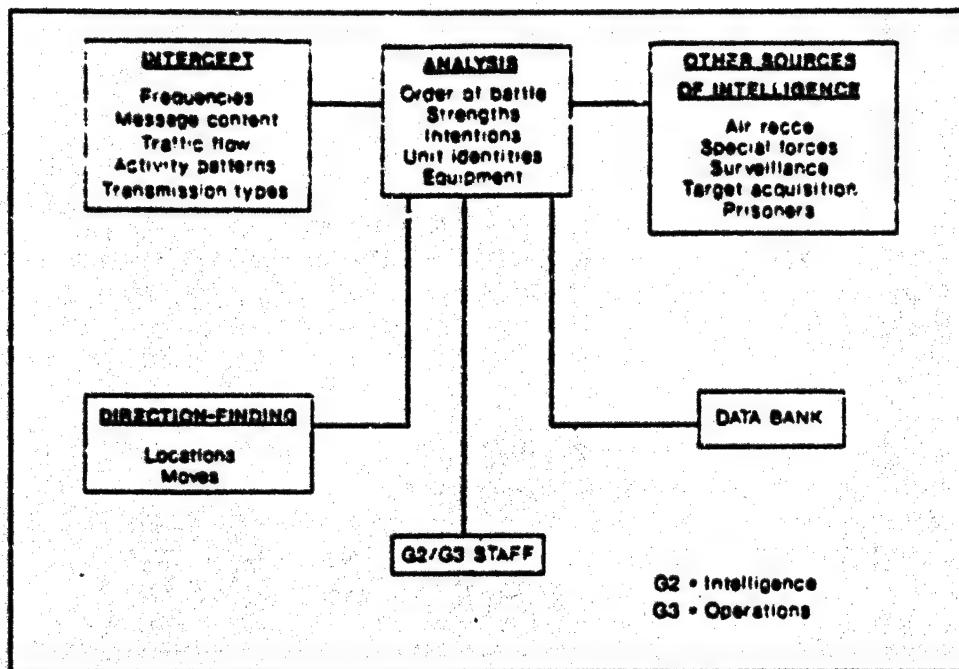 INTERCEPT
Frequencies
Message content
Traffic flow
Activity patterns
Transmission types
ANALYSIS
Order of battle
Strengths
Intentions
Unit identities
Equipment
OTHER SOURCES
OF INTELLIGENCE
Air recce
Special forces
Surveillance
Target acquisition
Prisoners
DIRECTION-FINDING
Locations
Moves
DATA BANK
G2/G3 STAFF
G2 = Intelligence
G3 = Operations